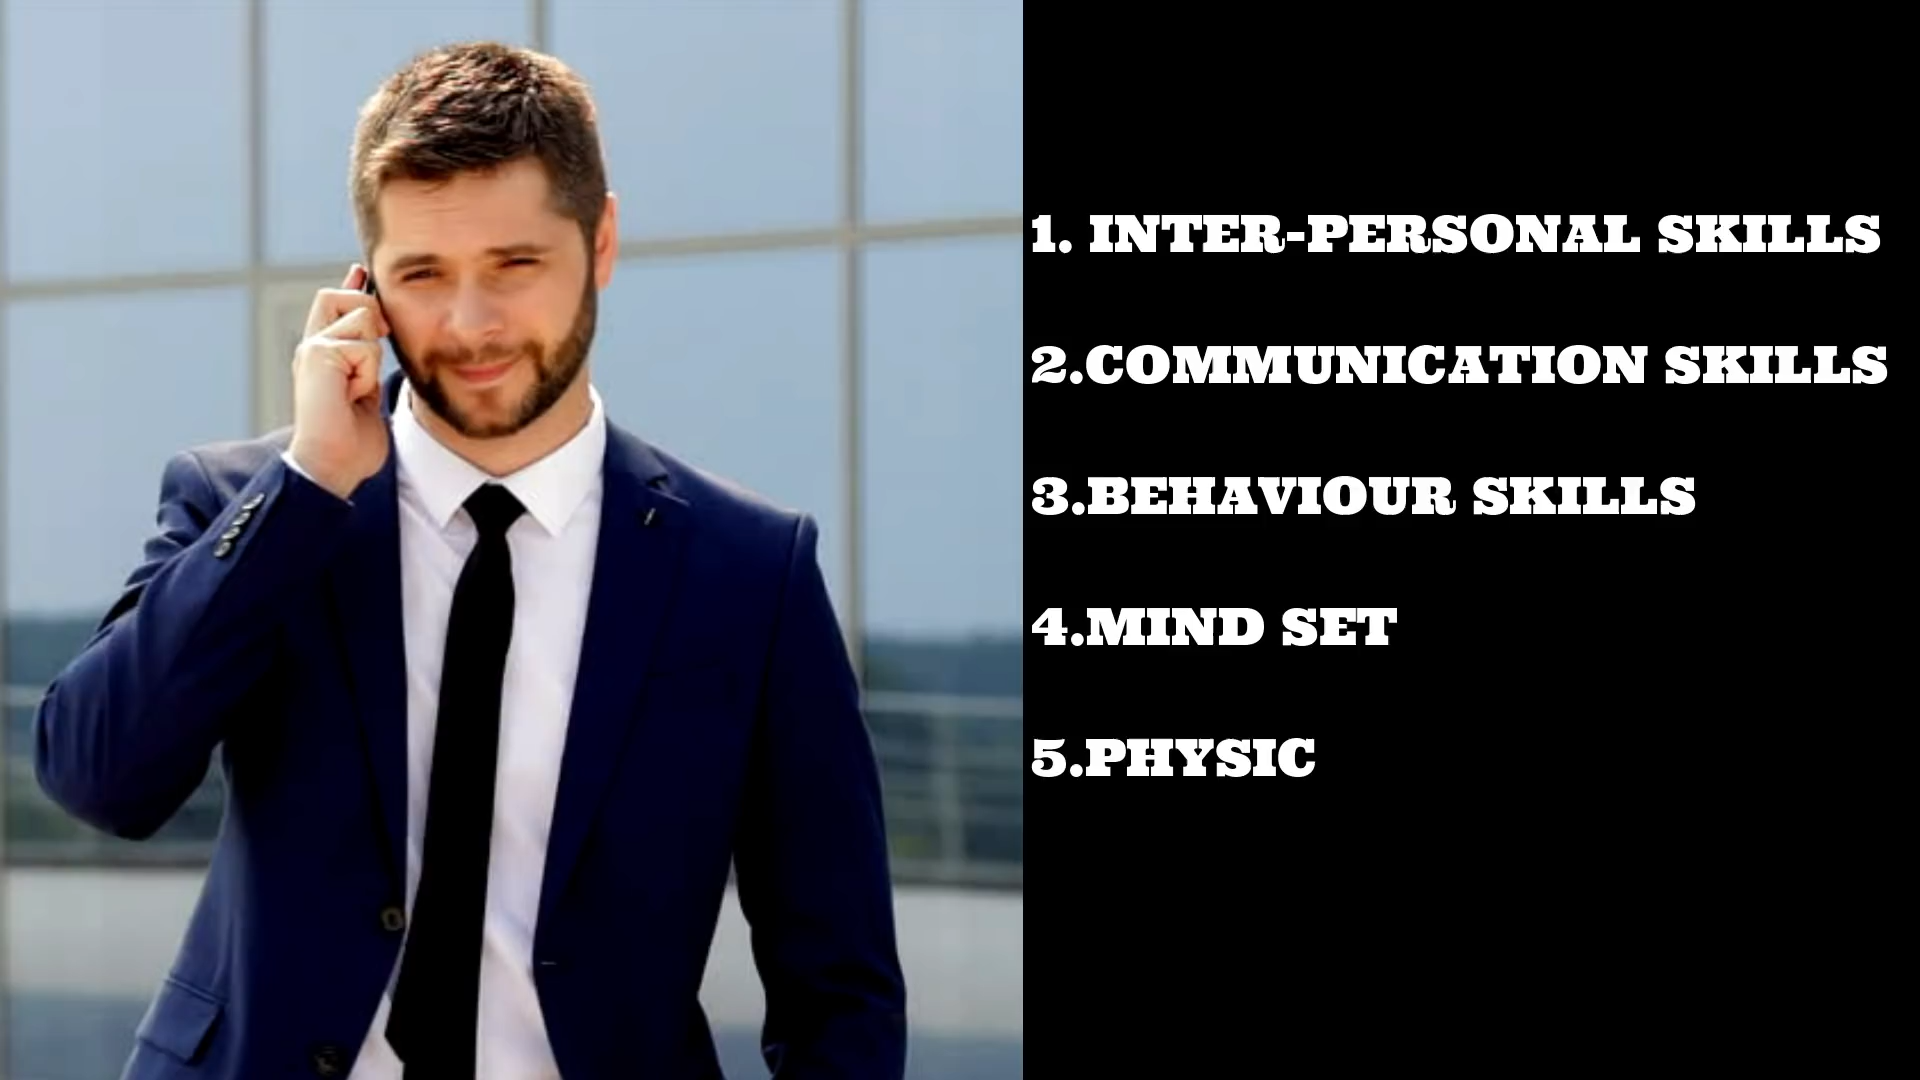 1. INTER-PERSONAL SKILLS
2.COMMUNICATION SKILLS
3.BEHAVIOUR SKILLS
4.MIND SET
5.PHYSIC